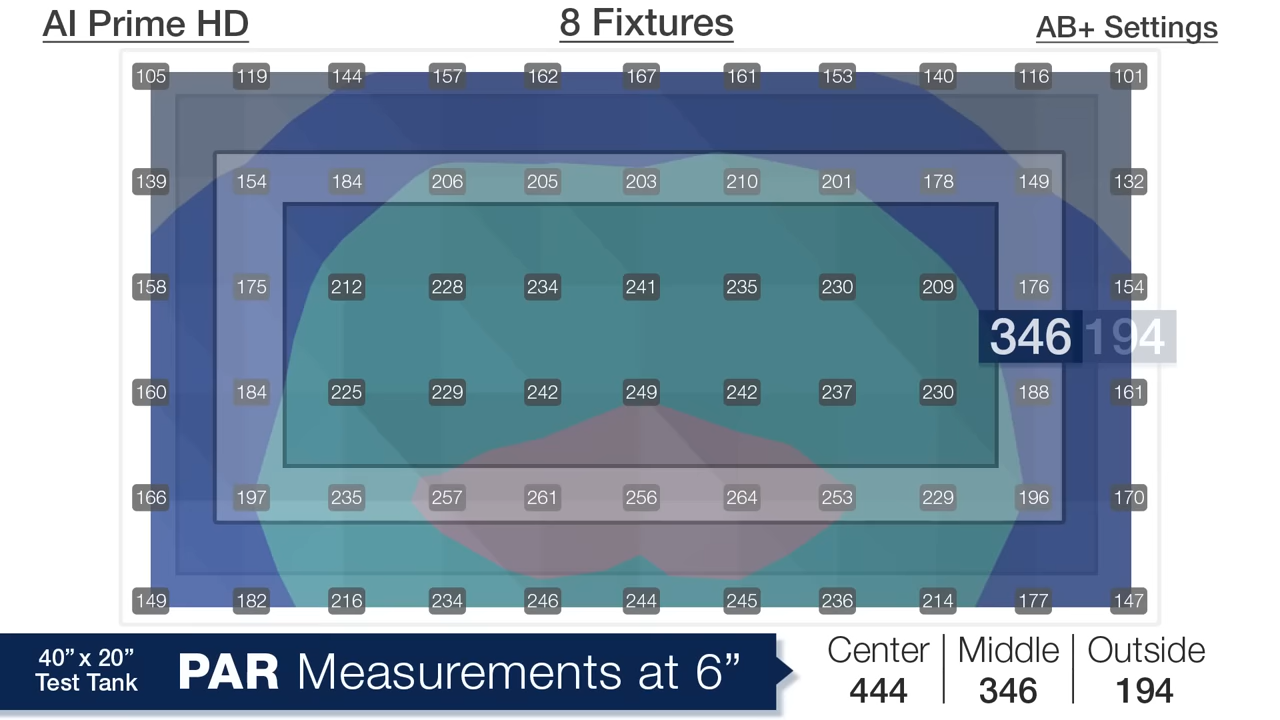 AI Prime HD
8 Fixtures
AB+ Settings
105 119 144 157 162 167 161 153 140 116 101
139 154 184 206 205 203 210 201 178 149 132
158 175 212 228 234 241 235 230 209 176 154
346 194
160 184 225 229 242 249 242 237 230 188 161
166 197 235 257 261 256 264 253 229 196 170
149 182 216 234 246 244 245 236 214 177 147
40” x 20”
Test Tank
PAR Measurements at 6”
Center Middle Outside
444 346 194